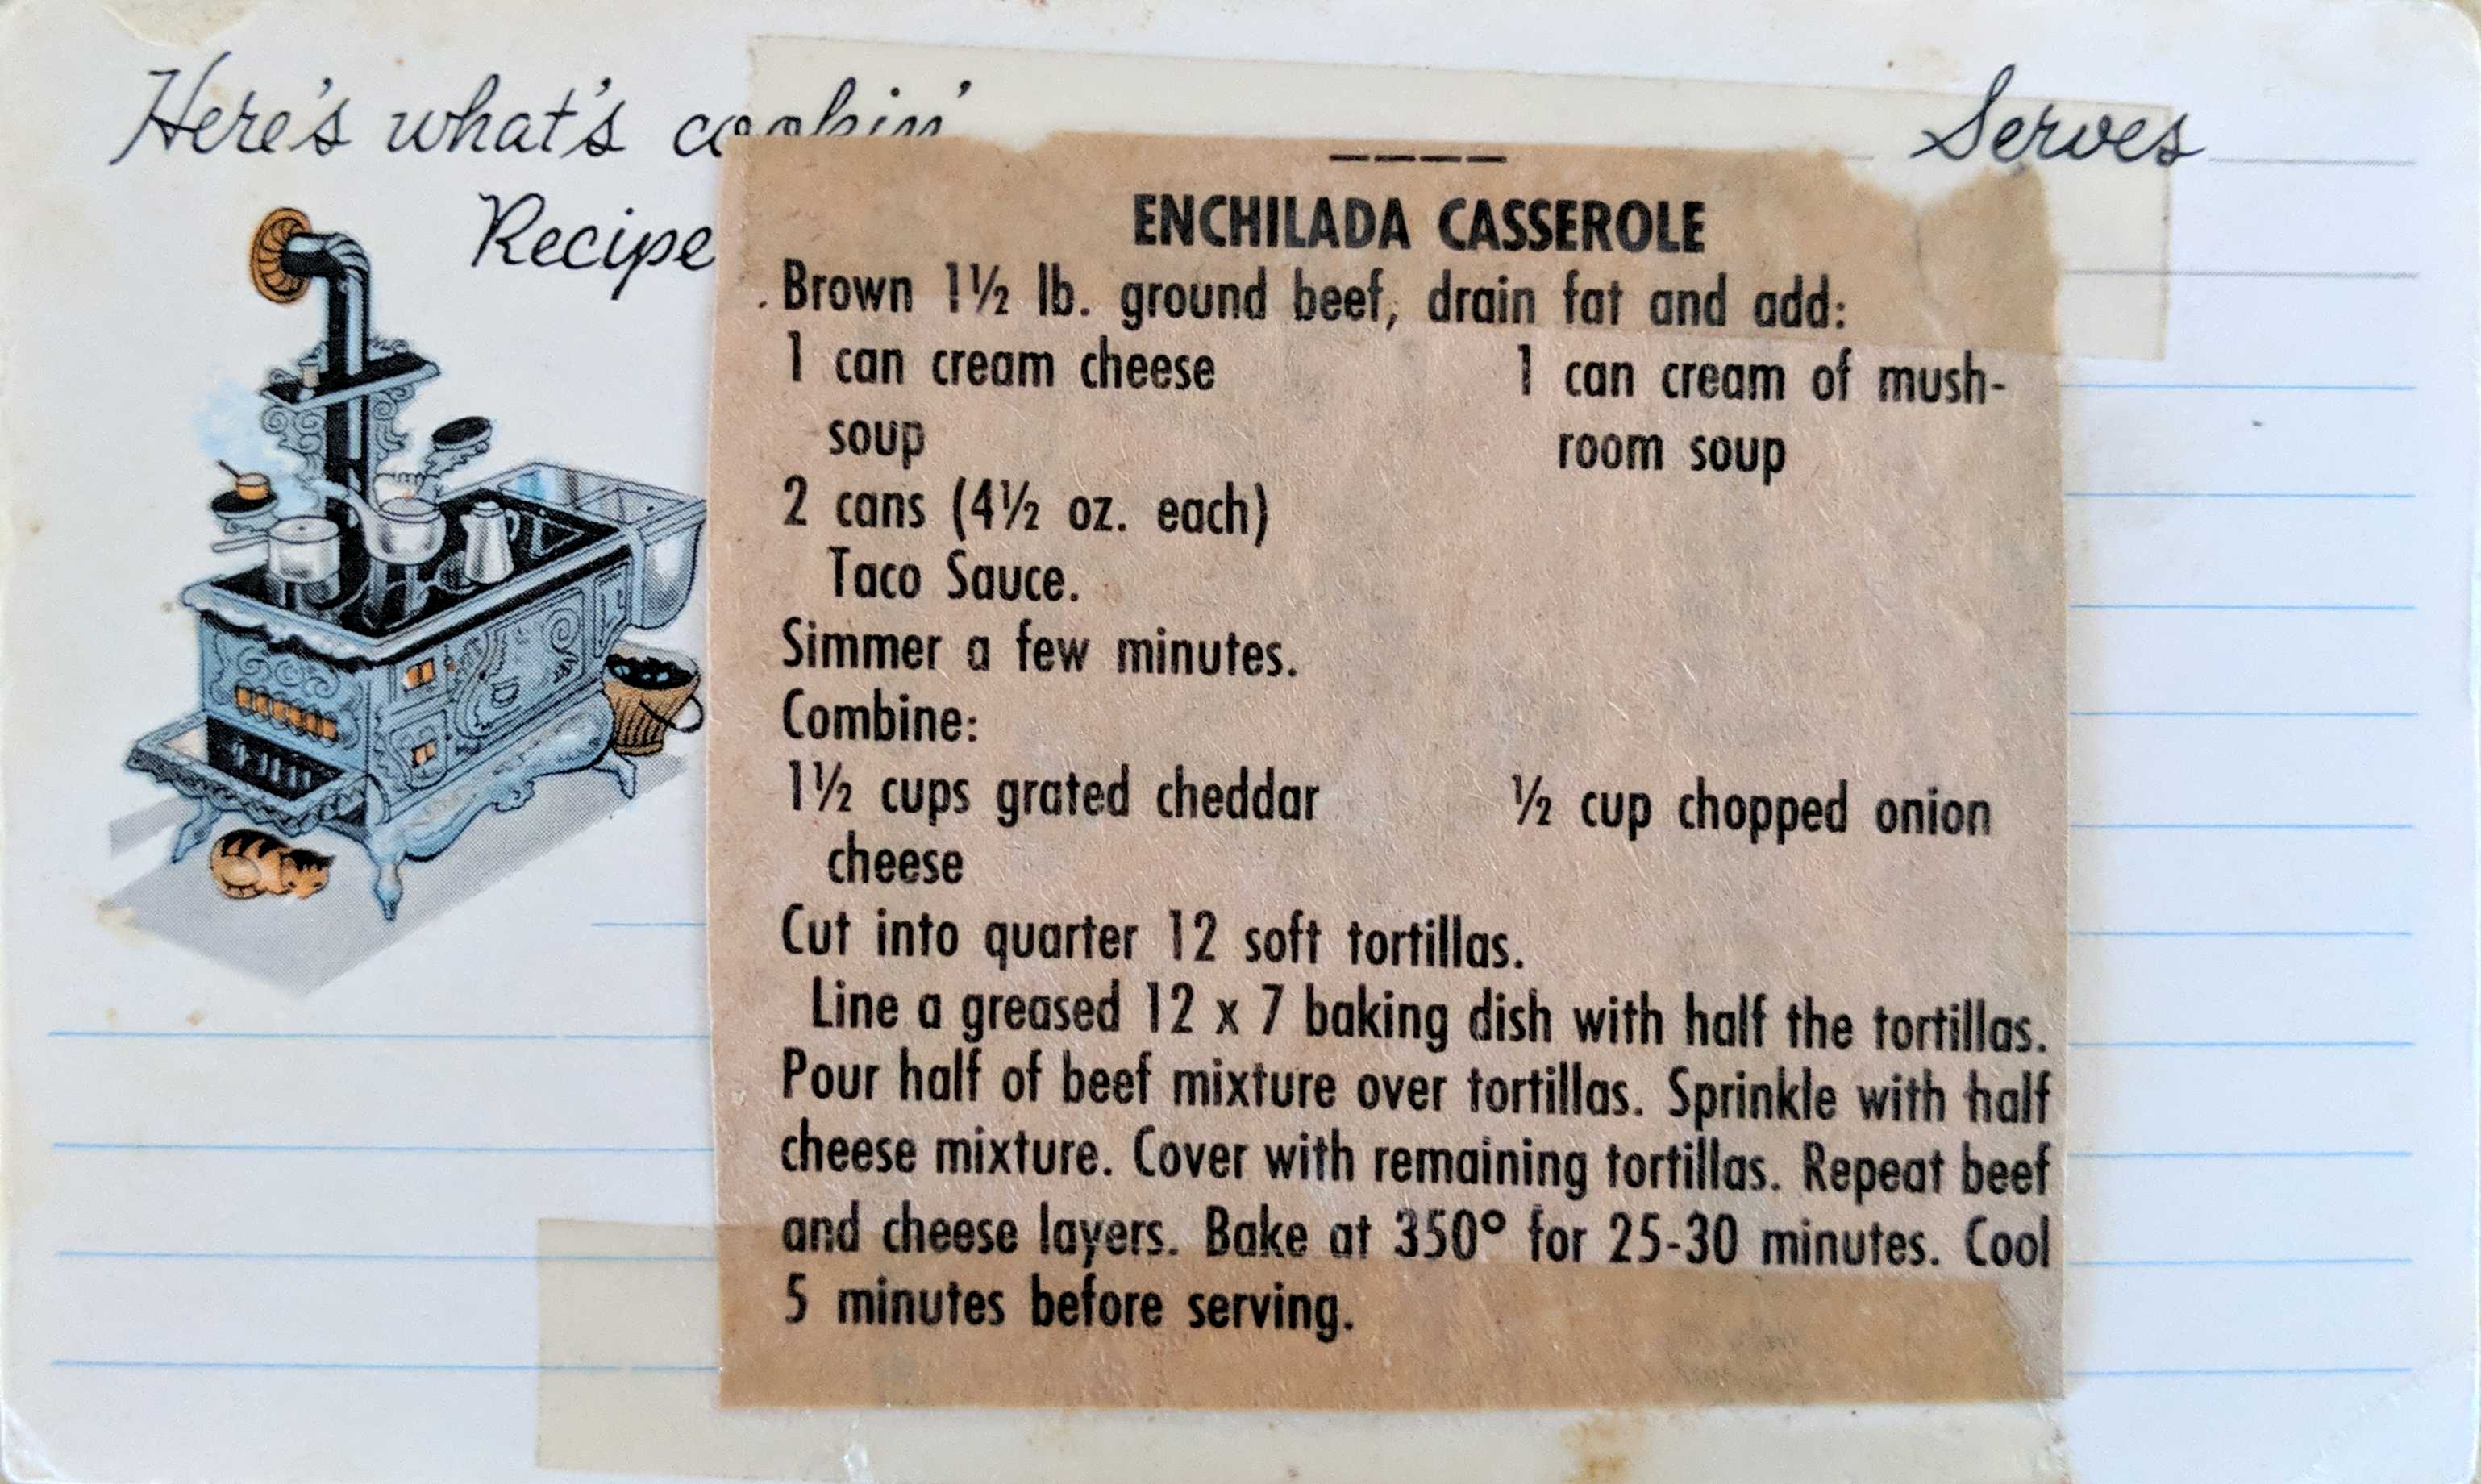 Here's what's cookin'
Serves
Recipe
ENCHILADA CASSEROLE
Brown 1½ lb. ground beef, drain fat and add:
1 can cream cheese
soup
1 can cream of mush-
room soup
2 cans (4½ oz. each)
Taco Sauce.
Simmer a few minutes.
Combine:
1½ cups grated cheddar
cheese
½ cup chopped onion
Cut into quarter 12 soft tortillas.
Line a greased 12 x 7 baking dish with half the tortillas.
Pour half of beef mixture over tortillas. Sprinkle with half
cheese mixture. Cover with remaining tortillas. Repeat beef
and cheese layers. Bake at 350° for 25-30 minutes. Cool
5 minutes before serving.